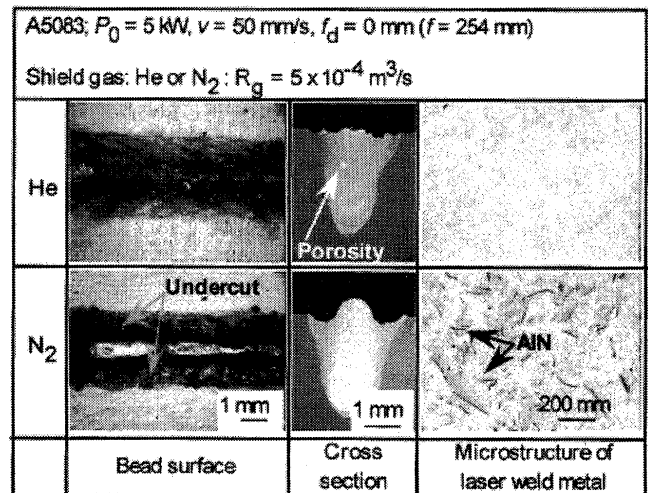 A5083; P₀ = 5 kW, v = 50 mm/s, f_d = 0 mm (f = 254 mm)
Shield gas: He or N₂ : R_g = 5 x 10⁻⁴ m³/s
He
Porosity
N₂
Undercut
1 mm
1 mm
AlN
200 mm
Bead surface
Cross
section
Microstructure of
laser weld metal